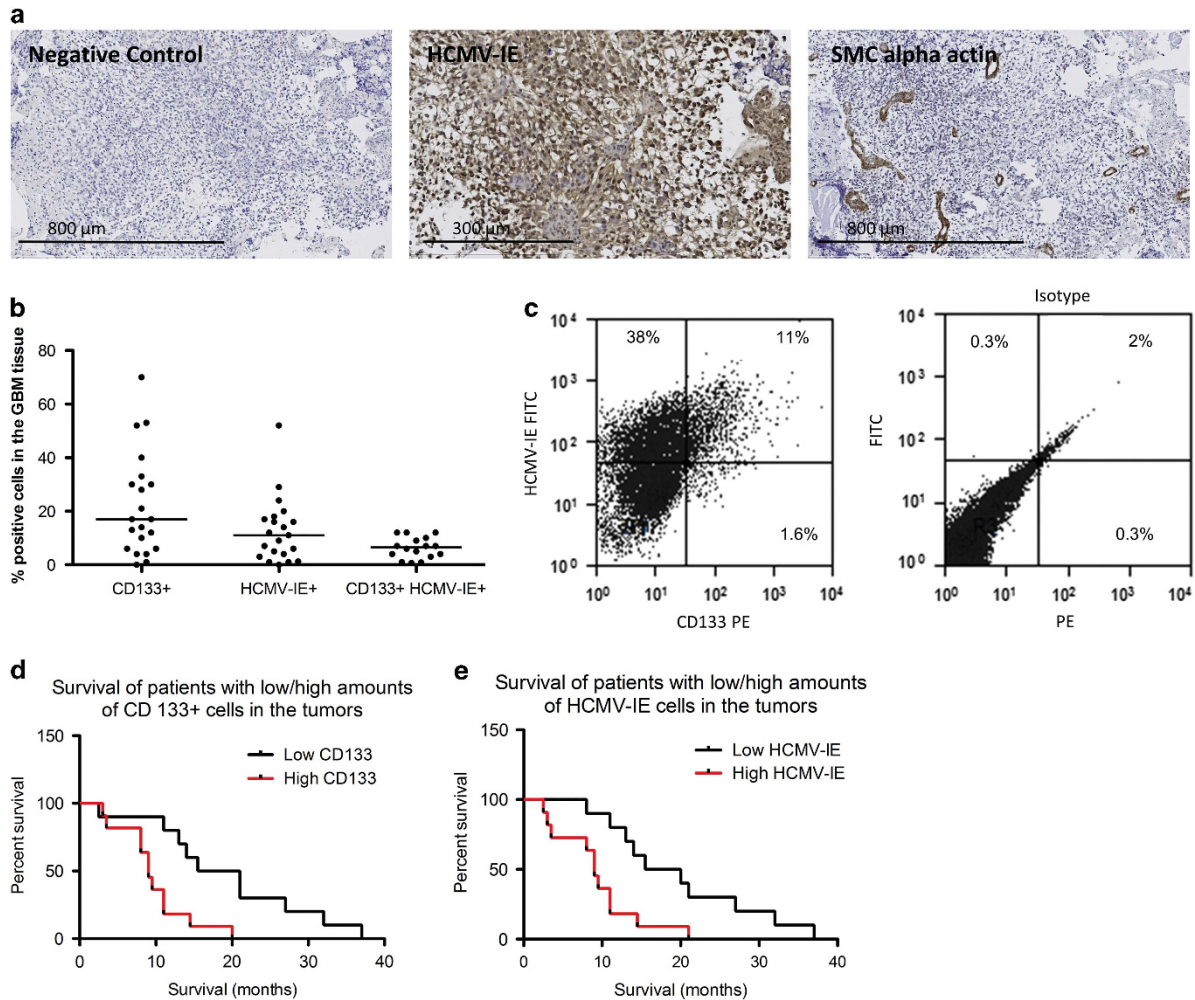 a
Negative Control
HCMV-IE
SMC alpha actin
800 µm
300 µm
800 µm
b
% positive cells in the GBM tissue
80
60
40
20
0
CD133+
HCMV-IE+
CD133+ HCMV-IE+
c
HCMV-IE FITC
10⁴
10³
10²
10¹
10⁰
38%
11%
1.6%
10⁰ 10¹ 10² 10³ 10⁴
CD133 PE
Isotype
FITC
10⁴
10³
10²
10¹
10⁰
0.3%
2%
R3
0.3%
10⁰ 10¹ 10² 10³ 10⁴
PE
d
Survival of patients with low/high amounts
of CD 133+ cells in the tumors
Percent survival
150
100
50
0
Low CD133
High CD133
0 10 20 30 40
Survival (months)
e
Survival of patients with low/high amounts
of HCMV-IE cells in the tumors
Percent survival
150
100
50
0
Low HCMV-IE
High HCMV-IE
0 10 20 30 40
Survival (months)